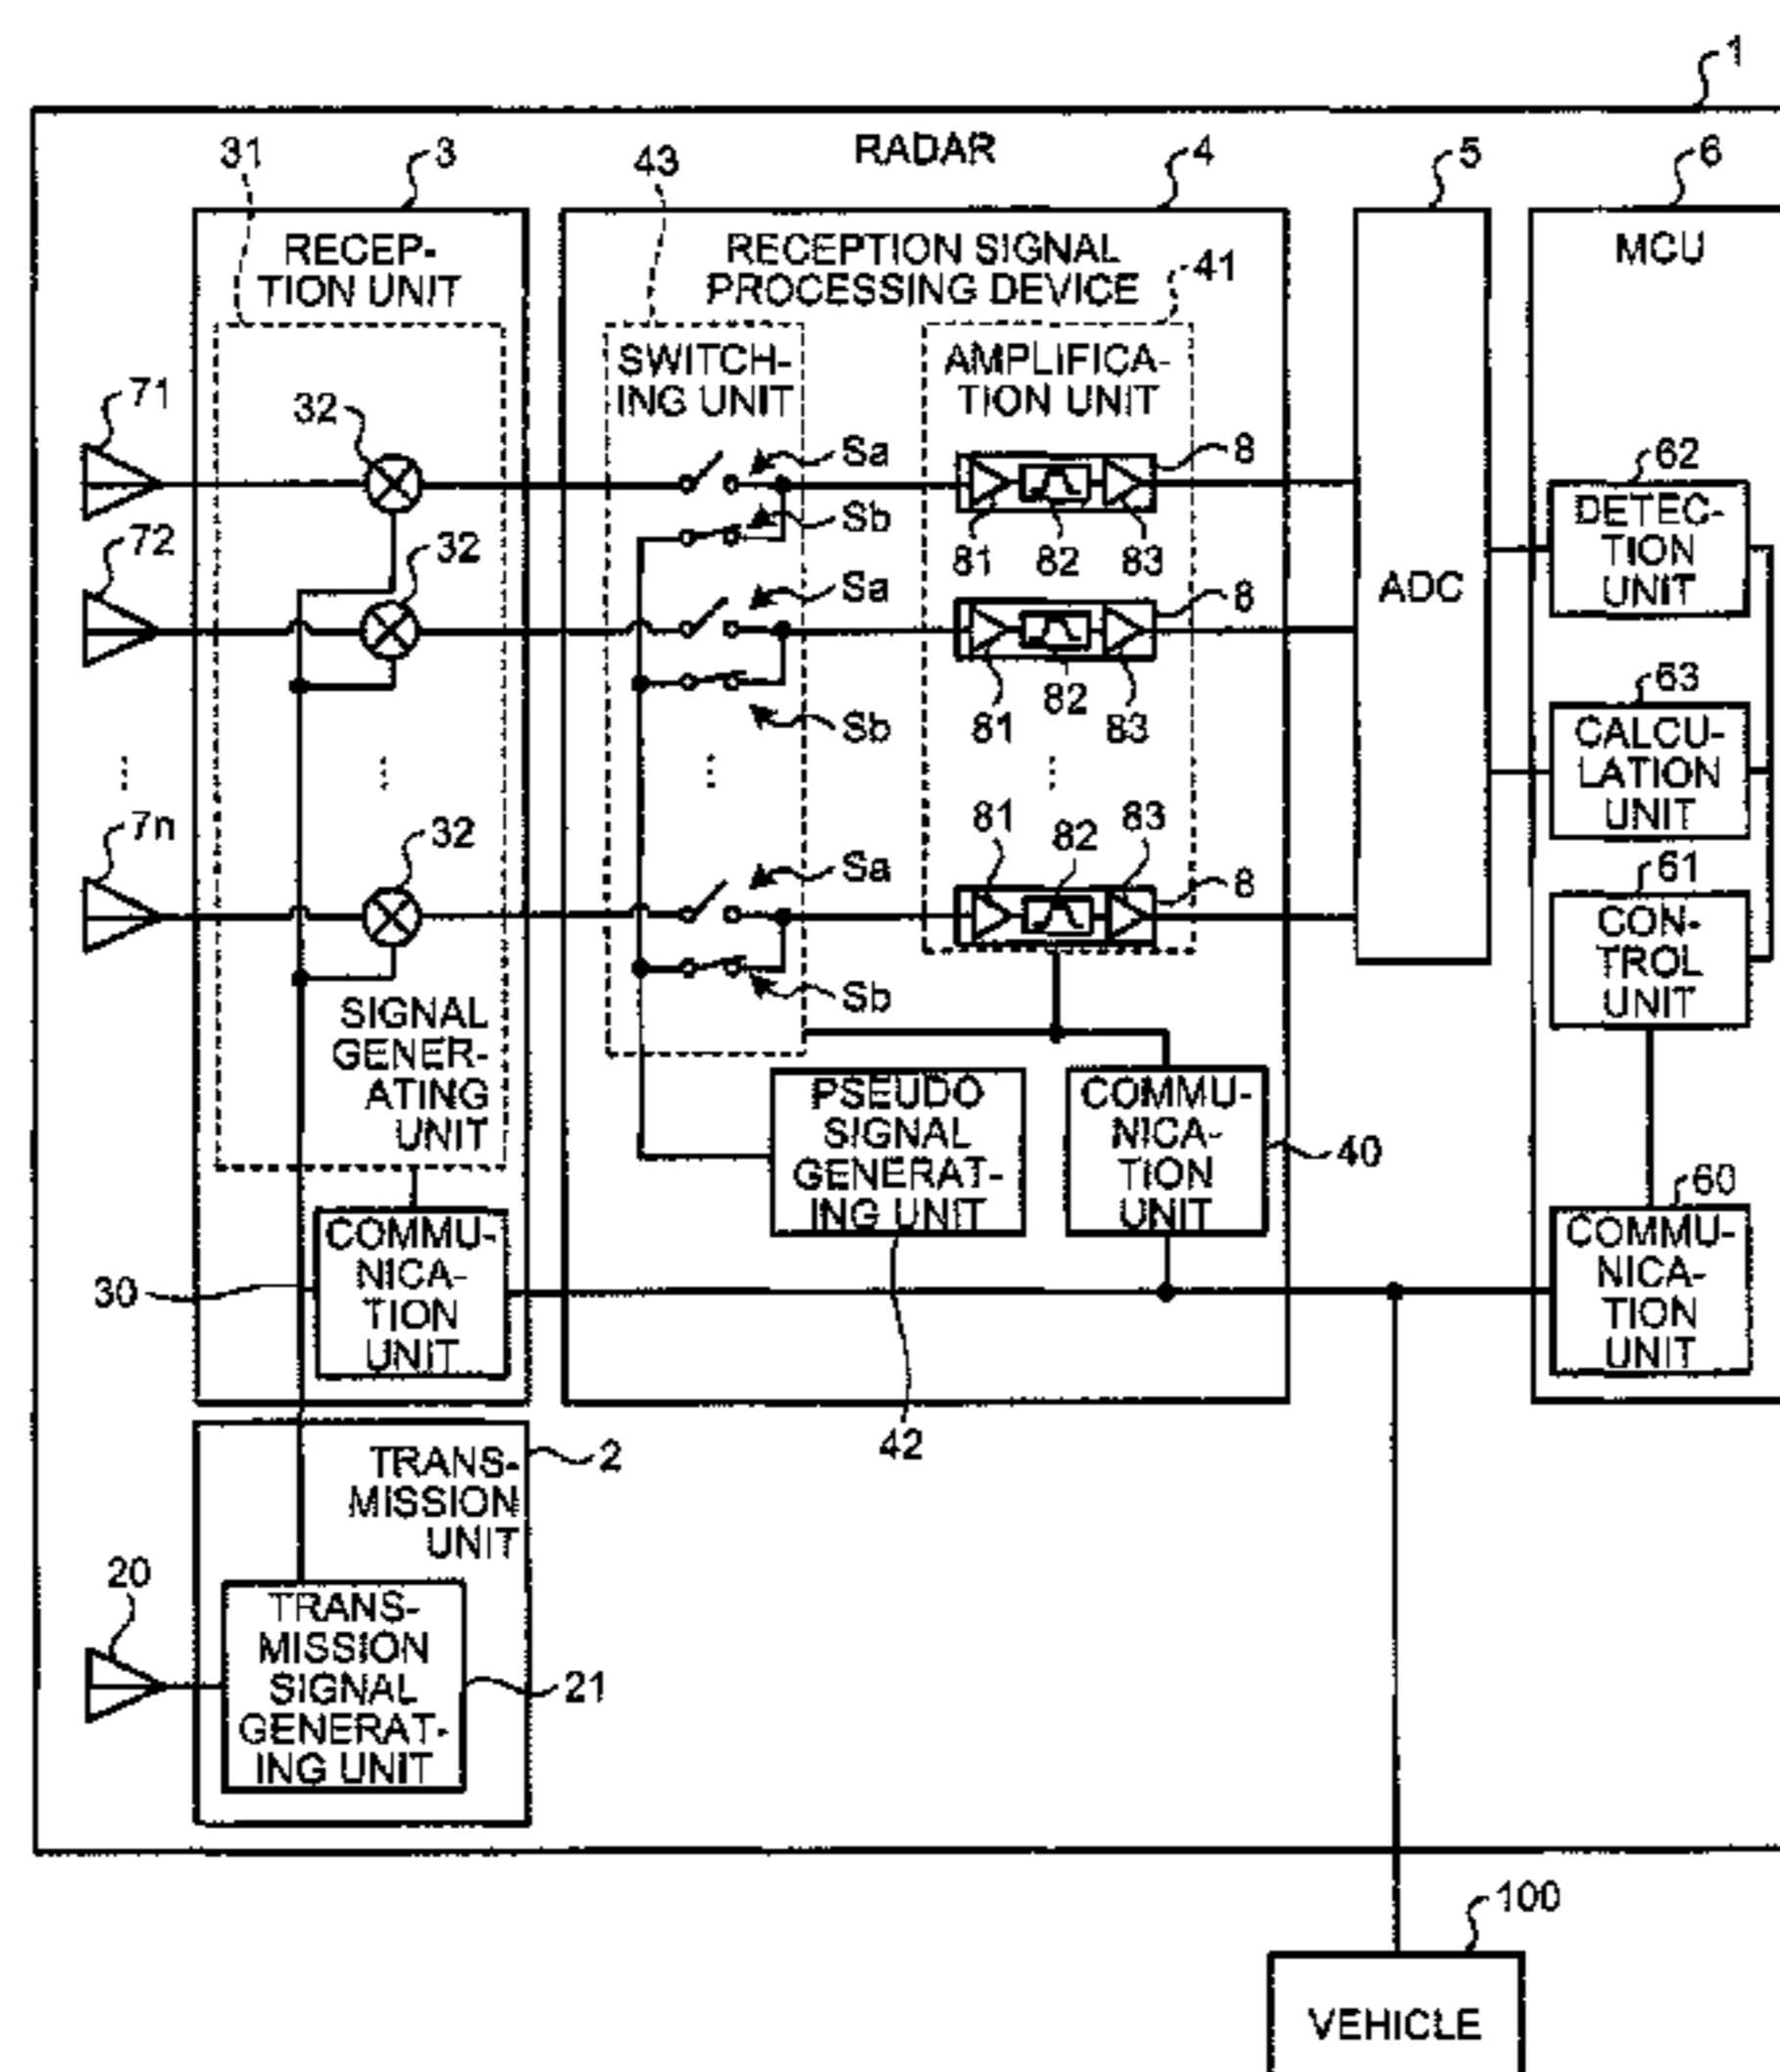 1
RADAR
31
3
43
4
5
6
RECEP-
TION UNIT
RECEPTION SIGNAL
PROCESSING DEVICE
41
MCU
SWITCH-
ING UNIT
AMPLIFICA-
TION UNIT
71
32
Sa
8
62
DETEC-
TION
UNIT
Sb
81
82
83
72
32
Sa
8
ADC
81
82
83
Sb
63
CALCU-
LATION
UNIT
7n
32
81
82
83
Sa
8
61
CON-
TROL
UNIT
Sb
SIGNAL
GENER-
ATING
UNIT
PSEUDO
SIGNAL
GENERAT-
ING UNIT
COMMU-
NICA-
TION
UNIT
40
60
COMMU-
NICA-
TION
UNIT
30
COMMU-
NICA-
TION
UNIT
42
2
TRANS-
MISSION
UNIT
20
TRANS-
MISSION
SIGNAL
GENERAT-
ING UNIT
21
100
VEHICLE